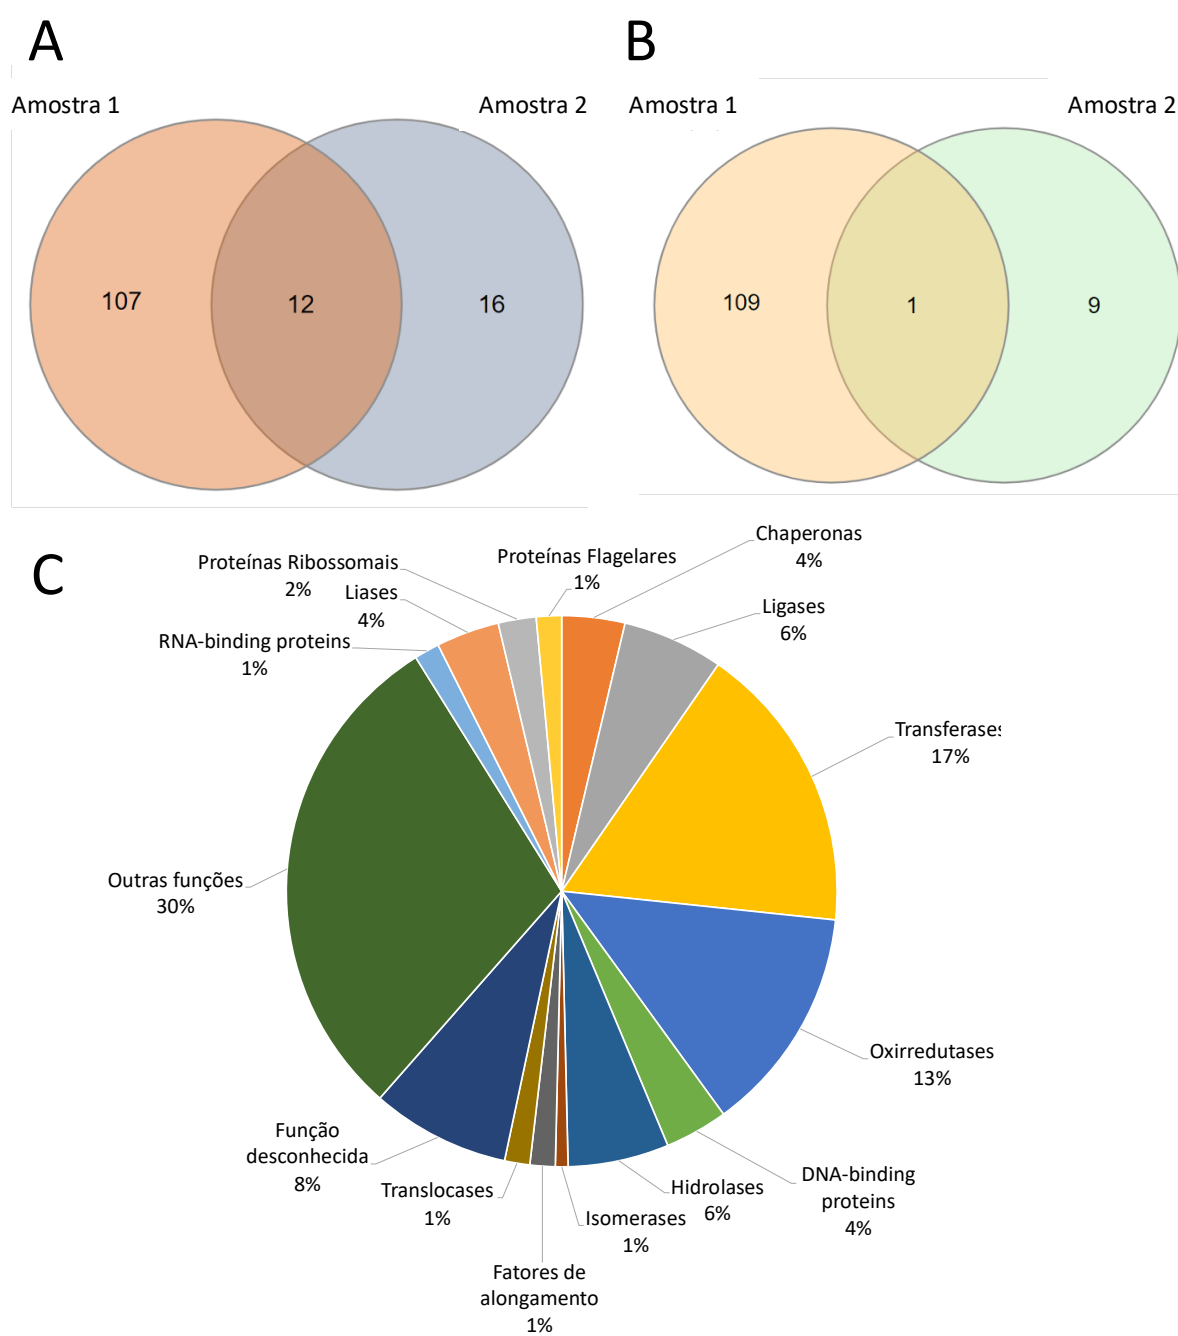 A
B
Amostra 1
Amostra 2
Amostra 1
Amostra 2
107
12
16
109
1
9
C
Chaperonas
4%
Proteínas Flagelares
1%
Proteínas Ribossomais
2%
Liases
4%
Ligases
6%
RNA-binding proteins
1%
Transferases
17%
Outras funções
30%
Oxirredutases
13%
Função
desconhecida
8%
DNA-binding
proteins
4%
Hidrolases
6%
Translocases
1%
Isomerases
1%
Fatores de
alongamento
1%